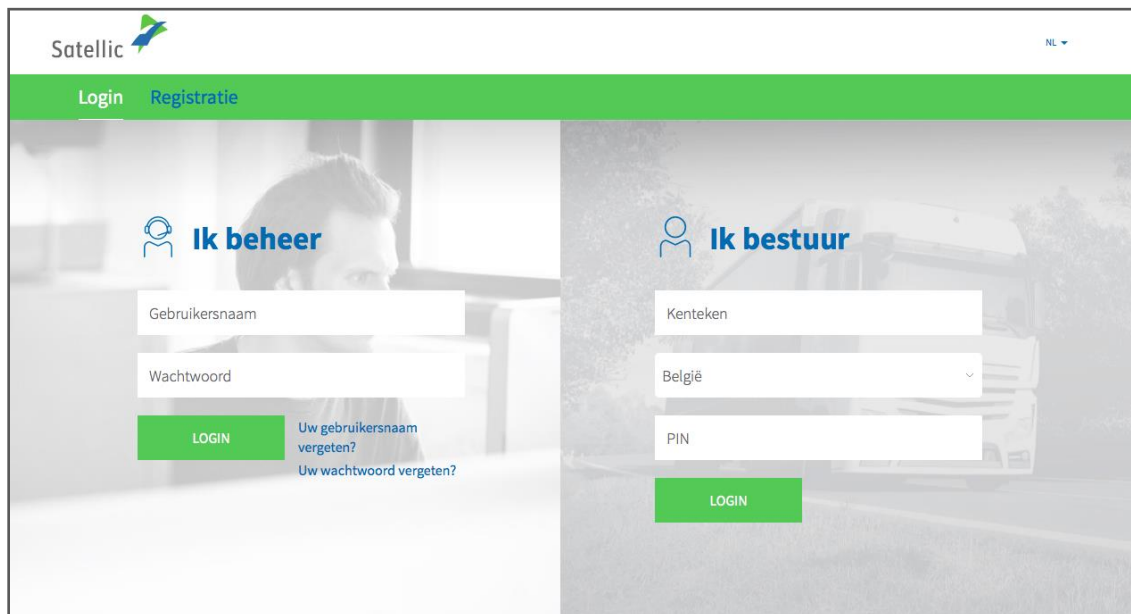 Satellic
NL
Login Registratie
Ik beheer
Gebruikersnaam
Wachtwoord
LOGIN
Uw gebruikersnaam
vergeten?
Uw wachtwoord vergeten?
Ik bestuur
Kenteken
België
PIN
LOGIN